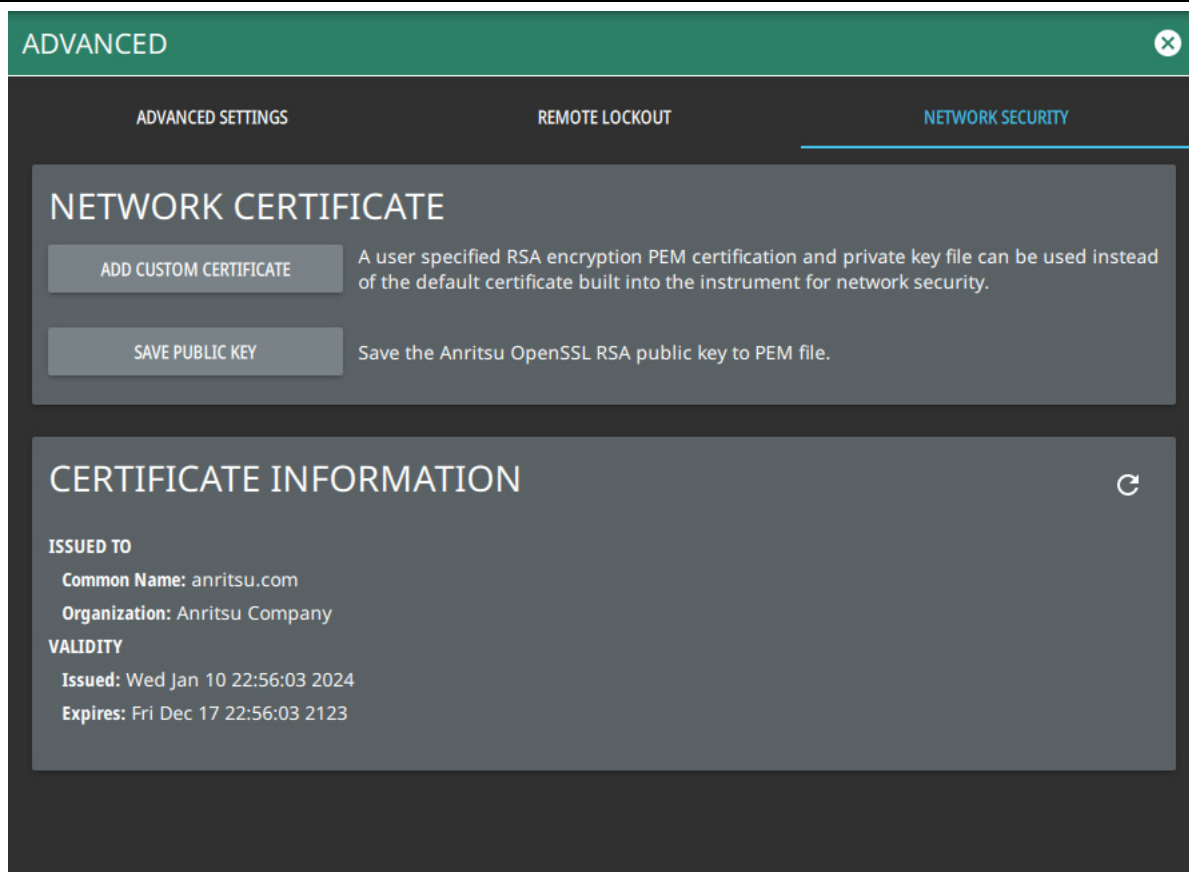 ADVANCED
ADVANCED SETTINGS
REMOTE LOCKOUT
NETWORK SECURITY
NETWORK CERTIFICATE
ADD CUSTOM CERTIFICATE
A user specified RSA encryption PEM certification and private key file can be used instead
of the default certificate built into the instrument for network security.
SAVE PUBLIC KEY
Save the Anritsu OpenSSL RSA public key to PEM file.
CERTIFICATE INFORMATION
ISSUED TO
Common Name: anritsu.com
Organization: Anritsu Company
VALIDITY
Issued: Wed Jan 10 22:56:03 2024
Expires: Fri Dec 17 22:56:03 2123